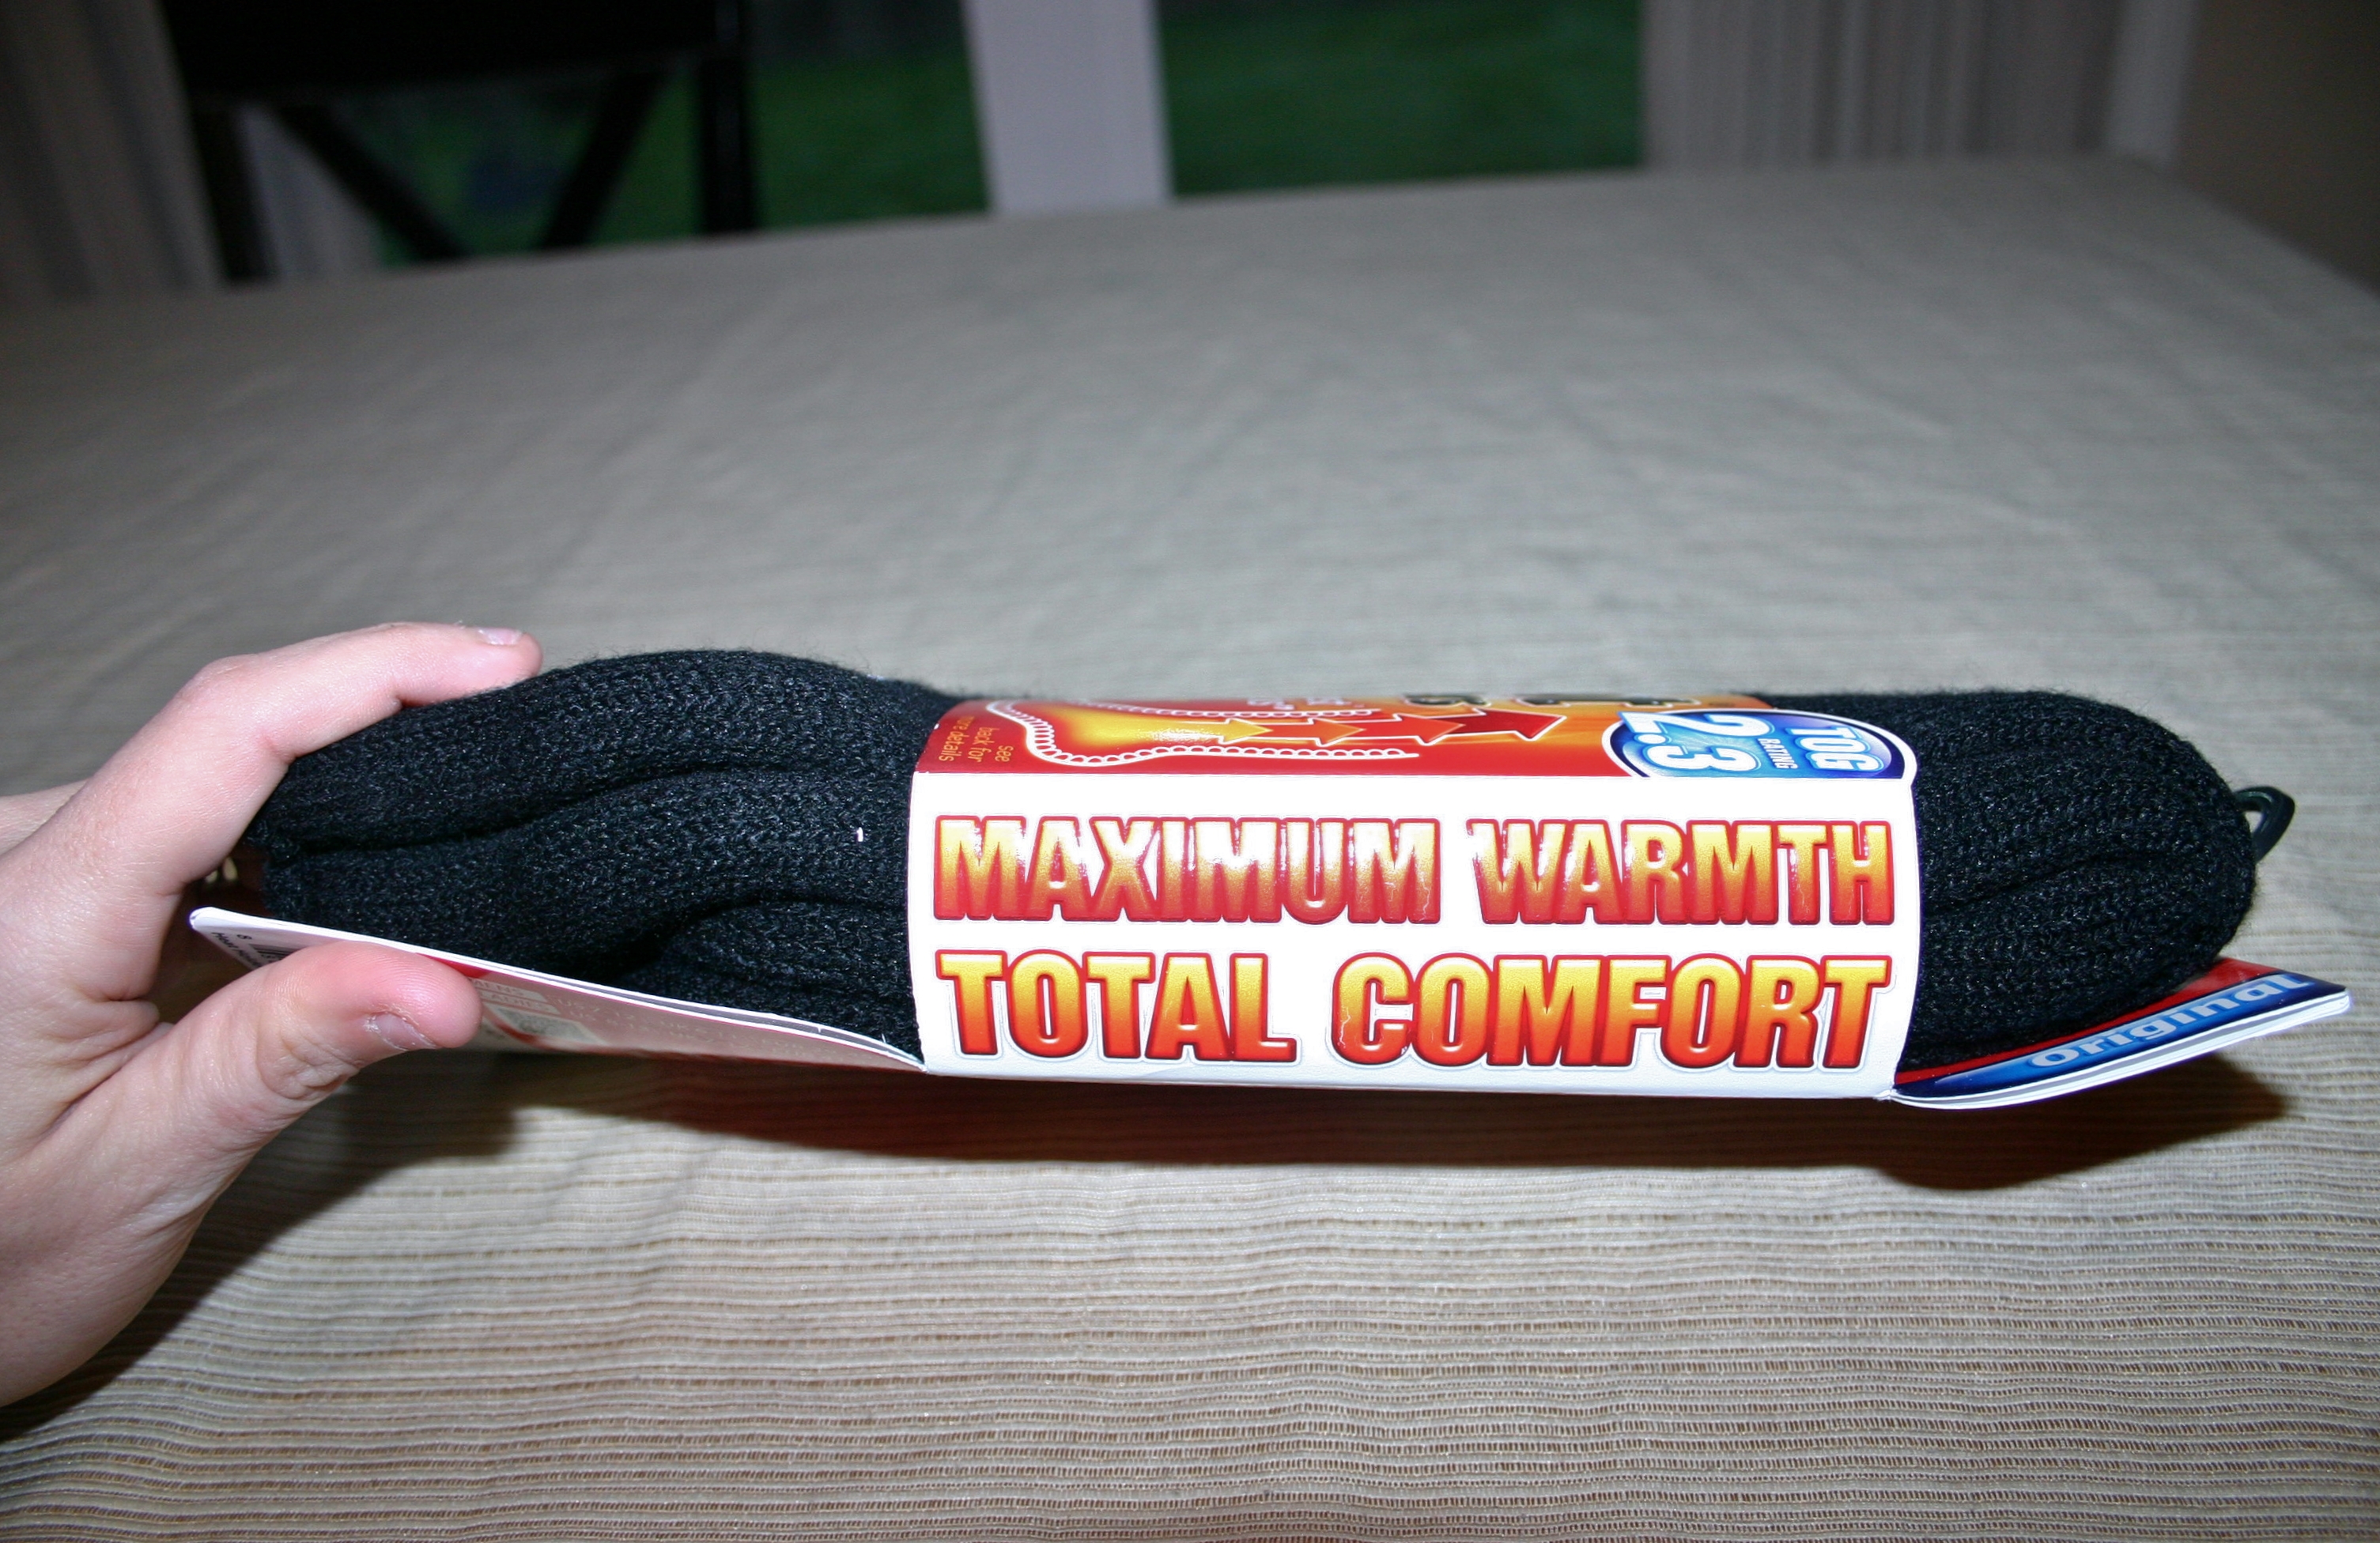 MAXIMUM WARMTH
TOTAL COMFORT
TOG
RATING
2.3
see
back for
more details
original